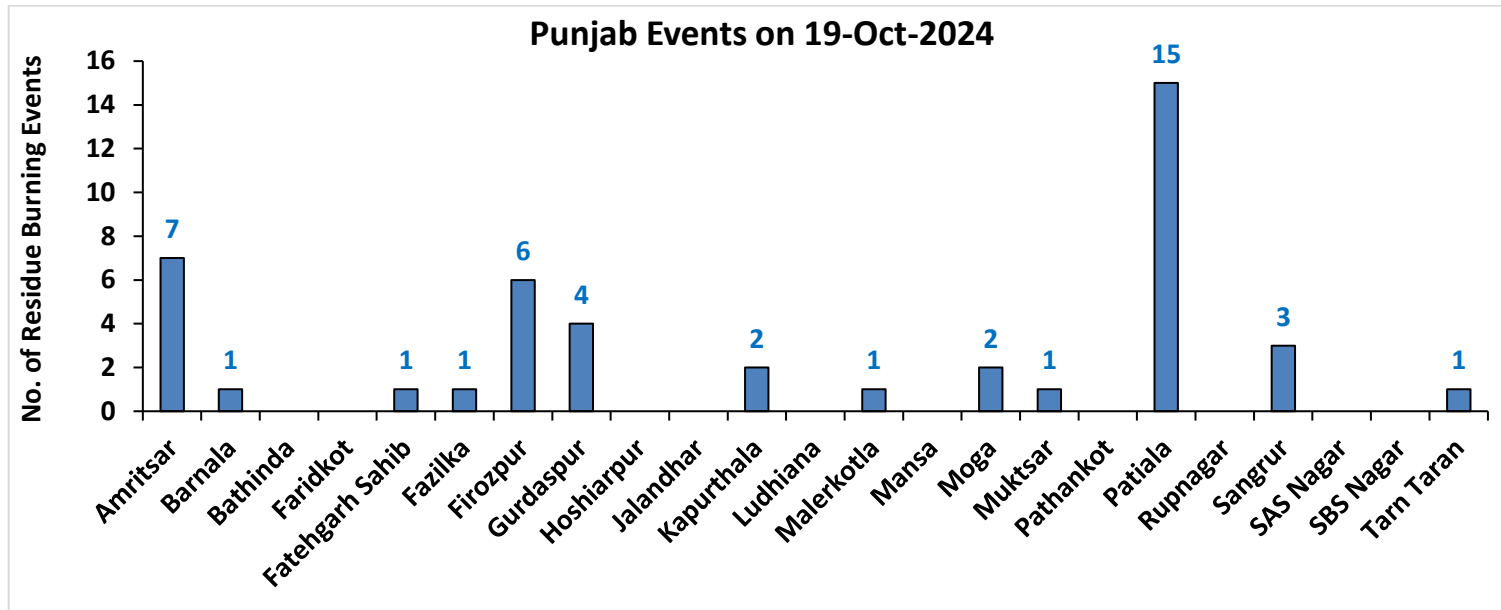 Punjab Events on 19-Oct-2024
No. of Residue Burning Events
16
14
12
10
8
6
4
2
0
7
1
1
1
6
4
2
1
2
1
15
3
1
Amritsar
Barnala
Bathinda
Faridkot
Fatehgarh Sahib
Fazilka
Firozpur
Gurdaspur
Hoshiarpur
Jalandhar
Kapurthala
Ludhiana
Malerkotla
Mansa
Moga
Muktsar
Pathankot
Patiala
Rupnagar
Sangrur
SAS Nagar
SBS Nagar
Tarn Taran